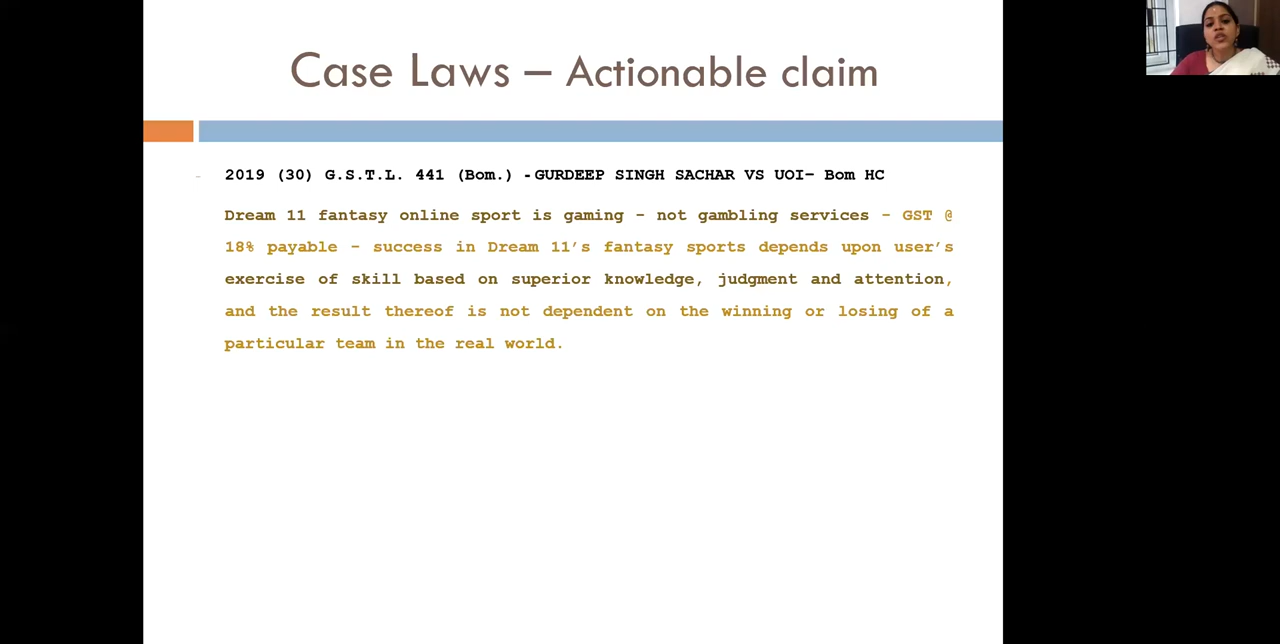 Case Laws – Actionable claim
– 2019 (30) G.S.T.L. 441 (Bom.) -GURDEEP SINGH SACHAR VS UOI– Bom HC
Dream 11 fantasy online sport is gaming – not gambling services – GST @
18% payable – success in Dream 11’s fantasy sports depends upon user’s
exercise of skill based on superior knowledge, judgment and attention,
and the result thereof is not dependent on the winning or losing of a
particular team in the real world.